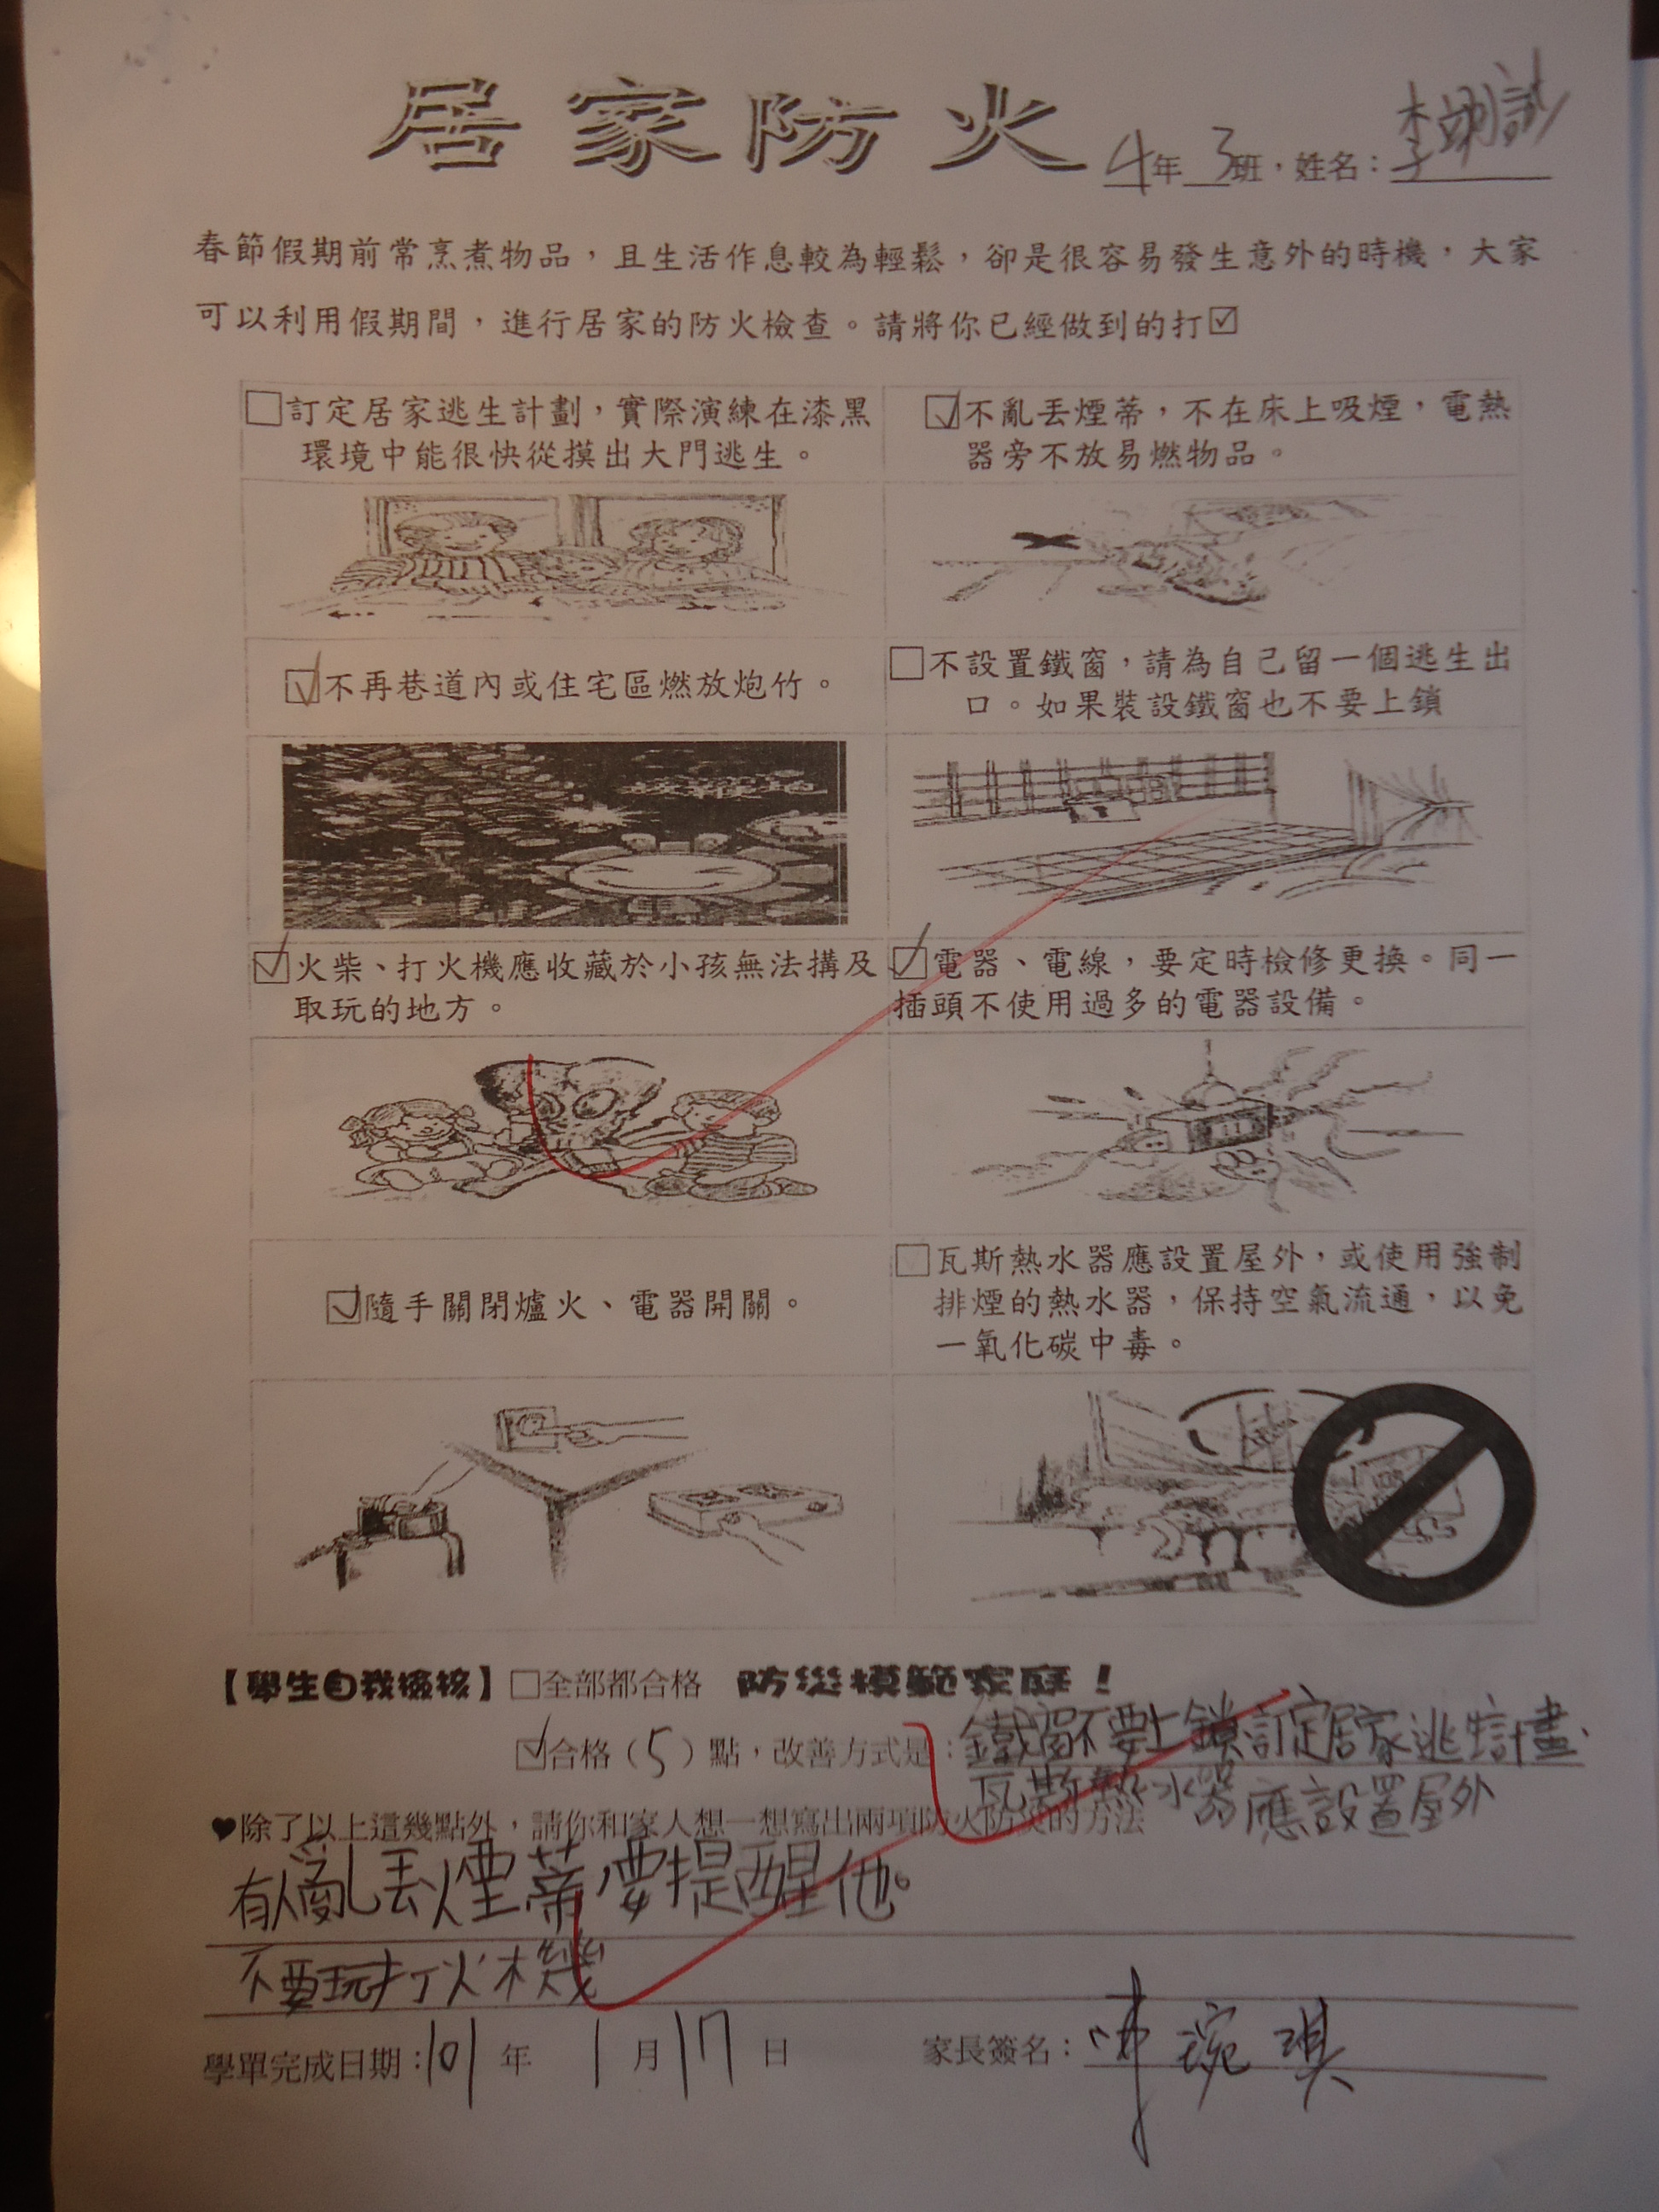 居家防火 4年3班，姓名：李
春節假期前常烹煮物品，且生活作息較為輕鬆，卻是很容易發生意外的時機，大家
可以利用假期間，進行居家的防火檢查。請將你已經做到的打☑
□訂定居家逃生計劃，實際演練在漆黑
環境中能很快從摸出大門逃生。
☑不亂丟煙蒂，不在床上吸煙，電熱
器旁不放易燃物品。
☑不再巷道內或住宅區燃放炮竹。
□不設置鐵窗，請為自己留一個逃生出
口。如果裝設鐵窗也不要上鎖
☑火柴、打火機應收藏於小孩無法搆及
取玩的地方。
☑電器、電線，要定時檢修更換。同一
插頭不使用過多的電器設備。
☑隨手關閉爐火、電器開關。
□瓦斯熱水器應設置屋外，或使用強制
排煙的熱水器，保持空氣流通，以免
一氧化碳中毒。
【學生自我檢核】□全部都合格 防災模範家庭！
☑合格（5）點，改善方式是：鐵窗不要上鎖訂定居家逃生計畫.
瓦斯熱水器應設置屋外
♥除了以上這幾點外，請你和家人想一想寫出兩項防火防災的方法
有人亂丟煙蒂，要提醒他。
不要玩打火機
學單完成日期：101年 1月17日 家長簽名：陳琬琪